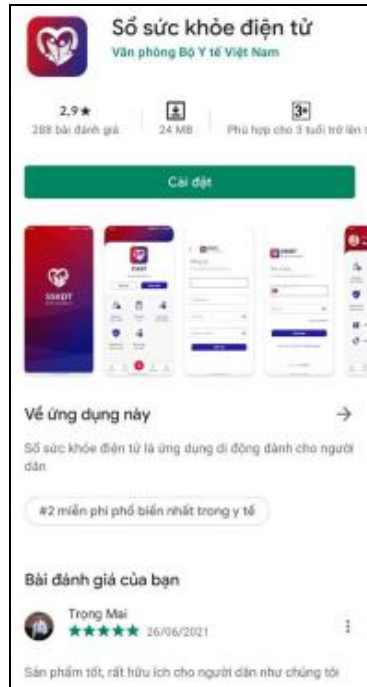 Sổ sức khỏe điện tử
Văn phòng Bộ Y tế Việt Nam
2,9★
3+
288 bài đánh giá
24 MB
Phù hợp cho 3 tuổi trở lên
Cài đặt
SSKDT
Về ứng dụng này
Sổ sức khỏe điện tử là ứng dụng di động dành cho người
dân
#2 miễn phí phổ biến nhất trong y tế
Bài đánh giá của bạn
Trong Mai
★★★★★ 26/06/2021
Sản phẩm tốt, rất hữu ích cho người dân như chúng tôi